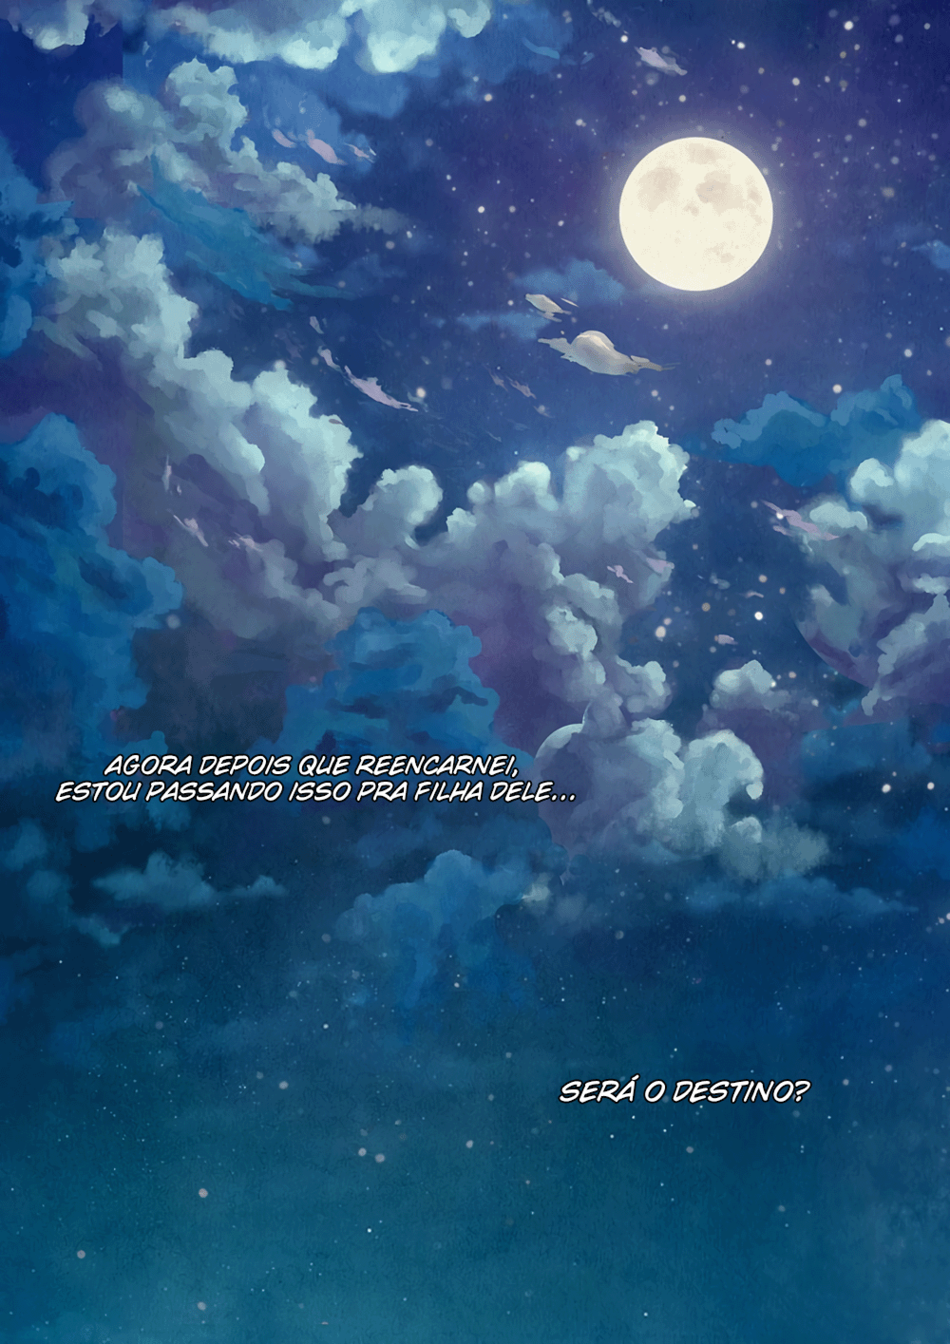 AGORA DEPOIS QUE REENCARNEI,
ESTOU PASSANDO ISSO PRA FILHA DELE...
SERÁ O DESTINO?